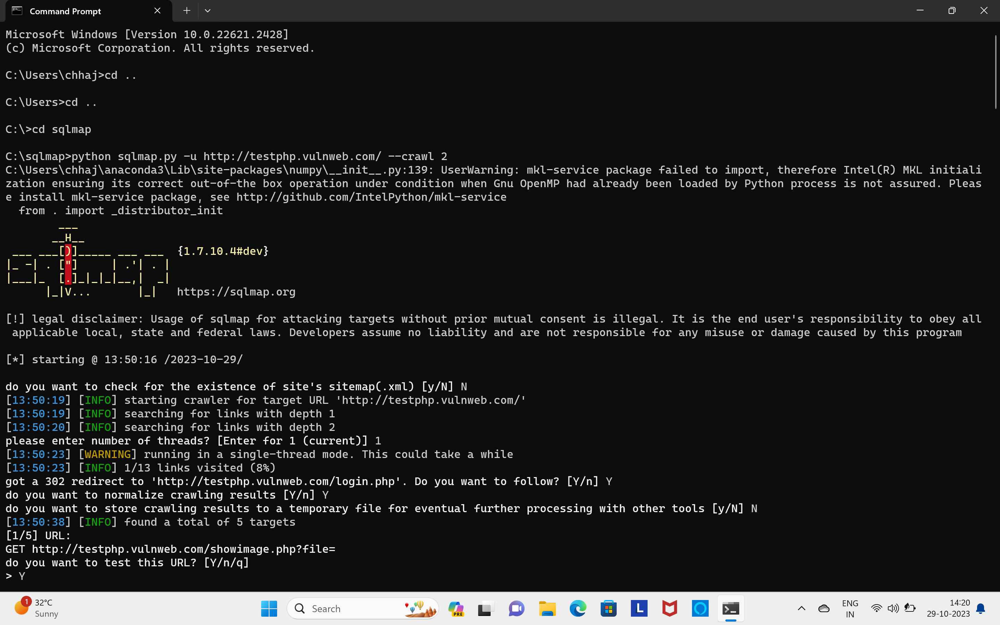 Command Prompt
Microsoft Windows [Version 10.0.22621.2428]
(c) Microsoft Corporation. All rights reserved.
C:\Users\chhaj>cd ..
C:\Users>cd ..
C:\>cd sqlmap
C:\sqlmap>python sqlmap.py -u http://testphp.vulnweb.com/ --crawl 2
C:\Users\chhaj\anaconda3\Lib\site-packages\numpy\__init__.py:139: UserWarning: mkl-service package failed to import, therefore Intel(R) MKL initiali
zation ensuring its correct out-of-the box operation under condition when Gnu OpenMP had already been loaded by Python process is not assured. Pleas
e install mkl-service package, see http://github.com/IntelPython/mkl-service
  from . import _distributor_init
        ___
       __H__
 ___ ___[)]_____ ___ ___  {1.7.10.4#dev}
|_ -| . ["]     | .'| . |
|___|_  [.]_|_|_|__,|  _|
      |_|V...       |_|   https://sqlmap.org
[!] legal disclaimer: Usage of sqlmap for attacking targets without prior mutual consent is illegal. It is the end user's responsibility to obey all
 applicable local, state and federal laws. Developers assume no liability and are not responsible for any misuse or damage caused by this program
[*] starting @ 13:50:16 /2023-10-29/
do you want to check for the existence of site's sitemap(.xml) [y/N] N
[13:50:19] [INFO] starting crawler for target URL 'http://testphp.vulnweb.com/'
[13:50:19] [INFO] searching for links with depth 1
[13:50:20] [INFO] searching for links with depth 2
please enter number of threads? [Enter for 1 (current)] 1
[13:50:23] [WARNING] running in a single-thread mode. This could take a while
[13:50:23] [INFO] 1/13 links visited (8%)
got a 302 redirect to 'http://testphp.vulnweb.com/login.php'. Do you want to follow? [Y/n] Y
do you want to normalize crawling results [Y/n] Y
do you want to store crawling results to a temporary file for eventual further processing with other tools [y/N] N
[13:50:38] [INFO] found a total of 5 targets
[1/5] URL:
GET http://testphp.vulnweb.com/showimage.php?file=
do you want to test this URL? [Y/n/q]
> Y
1
32°C
Sunny
Search
PRE
L
ENG
IN
14:20
29-10-2023